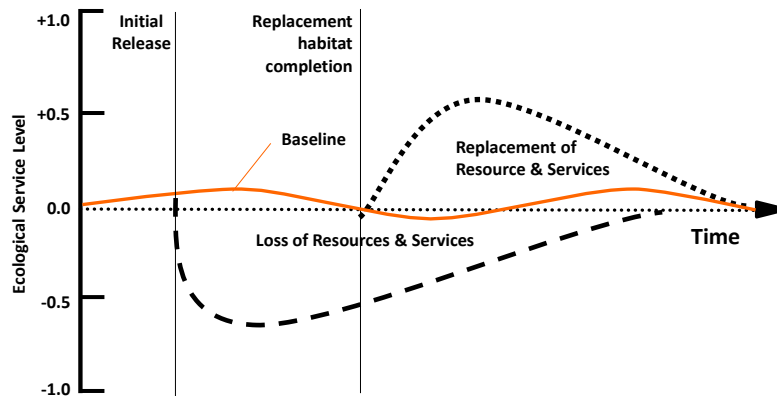 +1.0
Initial
Release
Replacement
habitat
completion
+0.5
Baseline
Replacement of
Resource & Services
Ecological Service Level
0.0
Loss of Resources & Services
Time
-0.5
-1.0